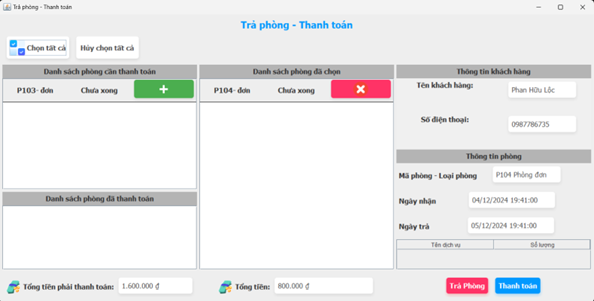 Trả phòng - Thanh toán
Trả phòng - Thanh toán
Chọn tất cả
Hủy chọn tất cả
Danh sách phòng cần thanh toán
P103- đơn
Chưa xong
Danh sách phòng đã thanh toán
Danh sách phòng đã chọn
P104- đơn
Chưa xong
Thông tin khách hàng
Tên khách hàng:
Phan Hữu Lộc
Số điện thoại:
0987786735
Thông tin phòng
Mã phòng - Loại phòng
P104 Phòng đơn
Ngày nhận
04/12/2024 19:41:00
Ngày trả
05/12/2024 19:41:00
Tên dịch vụ
Số lượng
Tổng tiền phải thanh toán:
1.600.000 ₫
Tổng tiền:
800.000 ₫
Trả Phòng
Thanh toán